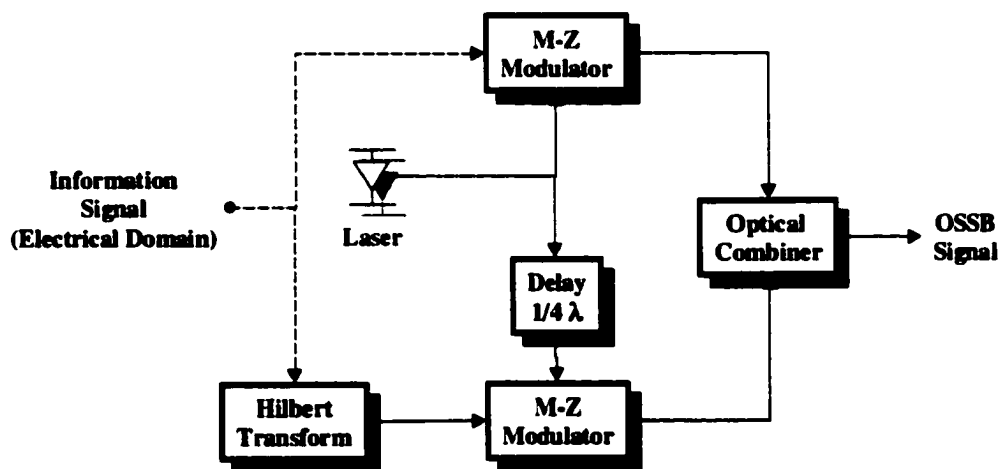 M-Z
Modulator
Information
Signal
(Electrical Domain)
Laser
Optical
Combiner
OSSB
Signal
Delay
1/4 λ
Hilbert
Transform
M-Z
Modulator